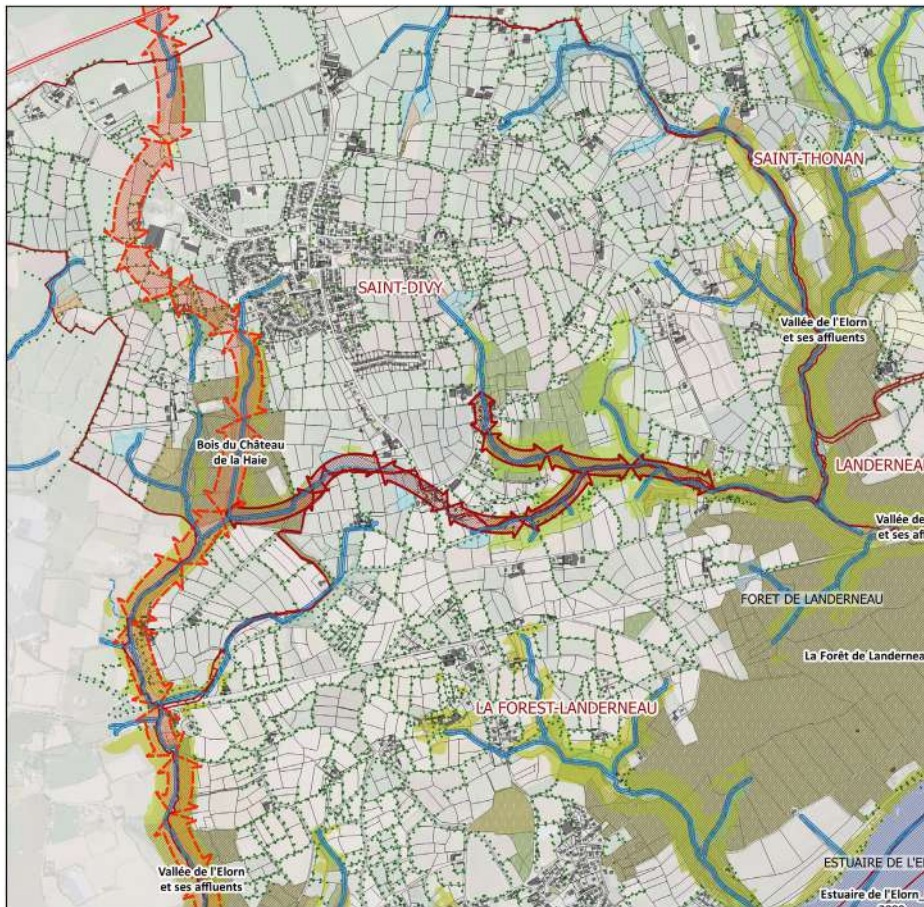 SAINT-THONAN
SAINT-DIVY
Vallée de l'Elorn
et ses affluents
Bois du Château
de la Haie
LANDERNEAU
Vallée de
et ses aff
FORET DE LANDERNEAU
La Forêt de Landernea
LA FOREST-LANDERNEAU
ESTUAIRE DE L'E
Vallée de l'Elorn
et ses affluents
Estuaire de l'Elorn